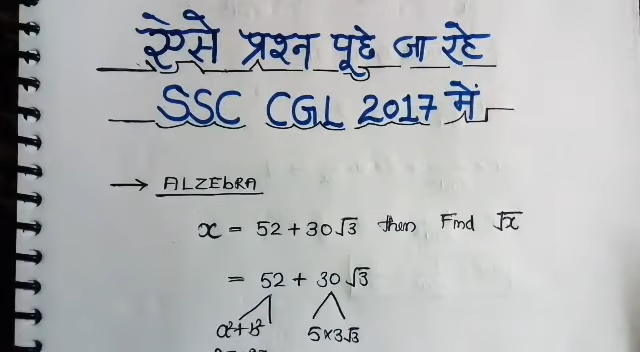 ऐसे प्रश्न पूछे जा रहे
SSC CGL 2017 में
→ ALZEBRA
x = 52 + 30√3 then Find √x
= 52 + 30√3
a²+b² 5×3√3